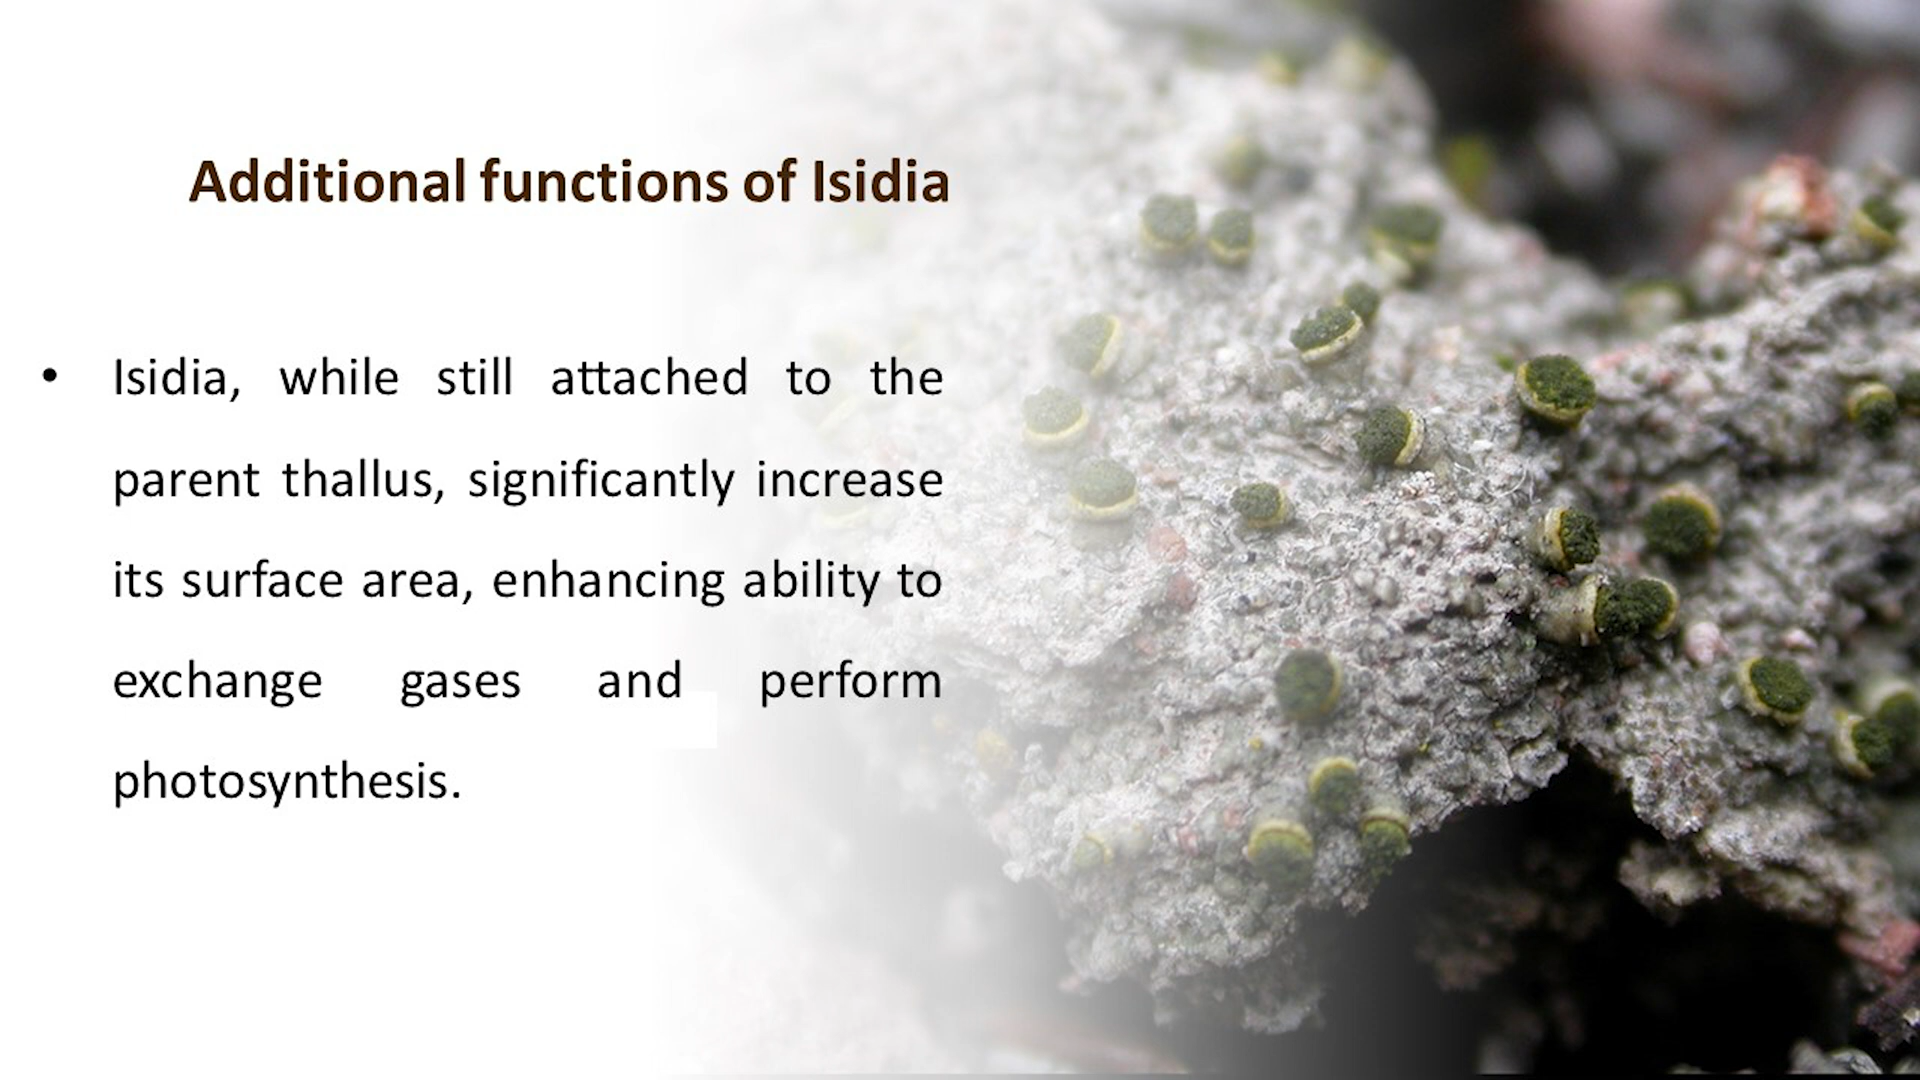 Additional functions of Isidia
• Isidia, while still attached to the
parent thallus, significantly increase
its surface area, enhancing ability to
exchange gases and perform
photosynthesis.